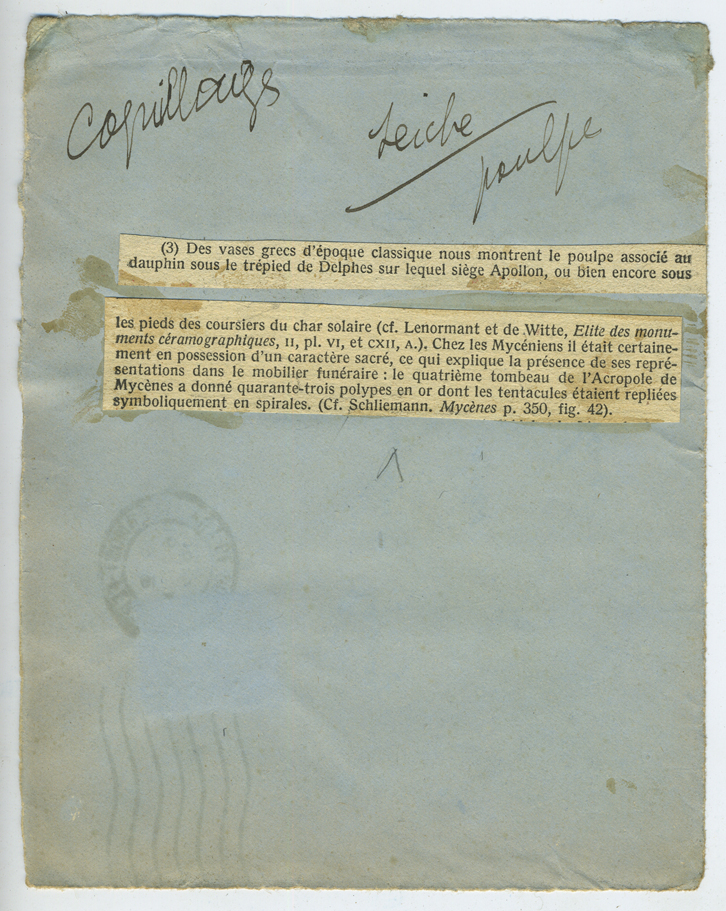 Coquillages
seiche
poulpe
(3) Des vases grecs d'époque classique nous montrent le poulpe associé au
dauphin sous le trépied de Delphes sur lequel siège Apollon, ou bien encore sous
les pieds des coursiers du char solaire (cf. Lenormant et de Witte, Elite des monu-
ments céramographiques, II, pl. VI, et CXII, A.). Chez les Mycéniens il était certaine-
ment en possession d'un caractère sacré, ce qui explique la présence de ses repré-
sentations dans le mobilier funéraire : le quatrième tombeau de l'Acropole de
Mycènes a donné quarante-trois polypes en or dont les tentacules étaient repliées
symboliquement en spirales. (Cf. Schliemann. Mycènes p. 350, fig. 42).